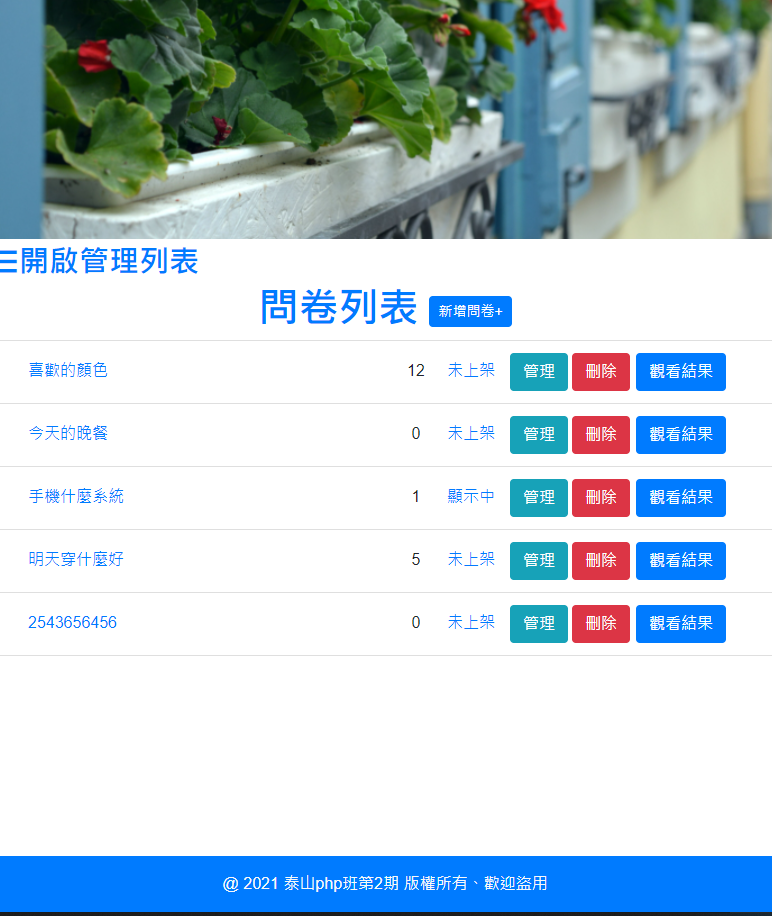 ☰開啟管理列表
問卷列表 新增問卷+
喜歡的顏色 12 未上架 管理 刪除 觀看結果
今天的晚餐 0 未上架 管理 刪除 觀看結果
手機什麼系統 1 顯示中 管理 刪除 觀看結果
明天穿什麼好 5 未上架 管理 刪除 觀看結果
2543656456 0 未上架 管理 刪除 觀看結果
@ 2021 泰山php班第2期 版權所有、歡迎盜用